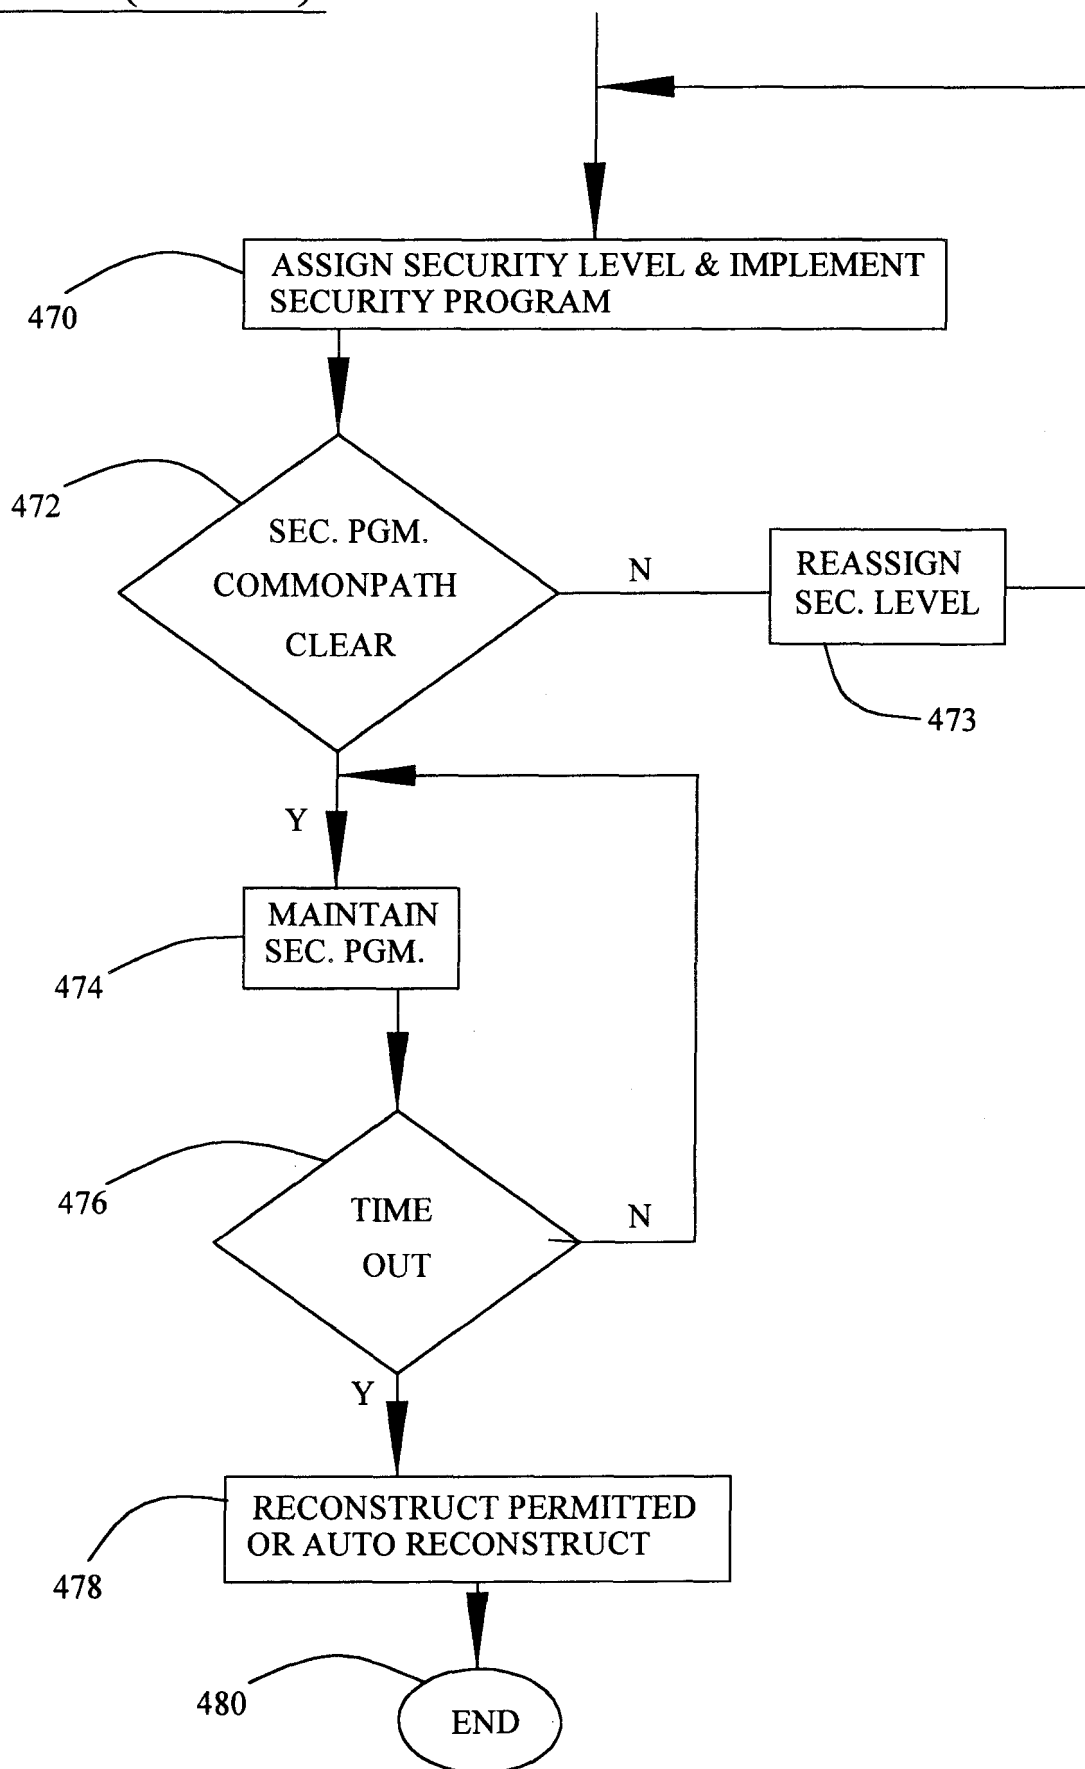 ASSIGN SECURITY LEVEL & IMPLEMENT
SECURITY PROGRAM
470
472
SEC. PGM.
COMMONPATH
CLEAR
N
REASSIGN
SEC. LEVEL
473
Y
MAINTAIN
SEC. PGM.
474
476
TIME
OUT
N
Y
RECONSTRUCT PERMITTED
OR AUTO RECONSTRUCT
478
480
END